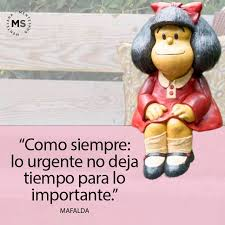 MS
“Como siempre:
lo urgente no deja
tiempo para lo
importante.”
MAFALDA